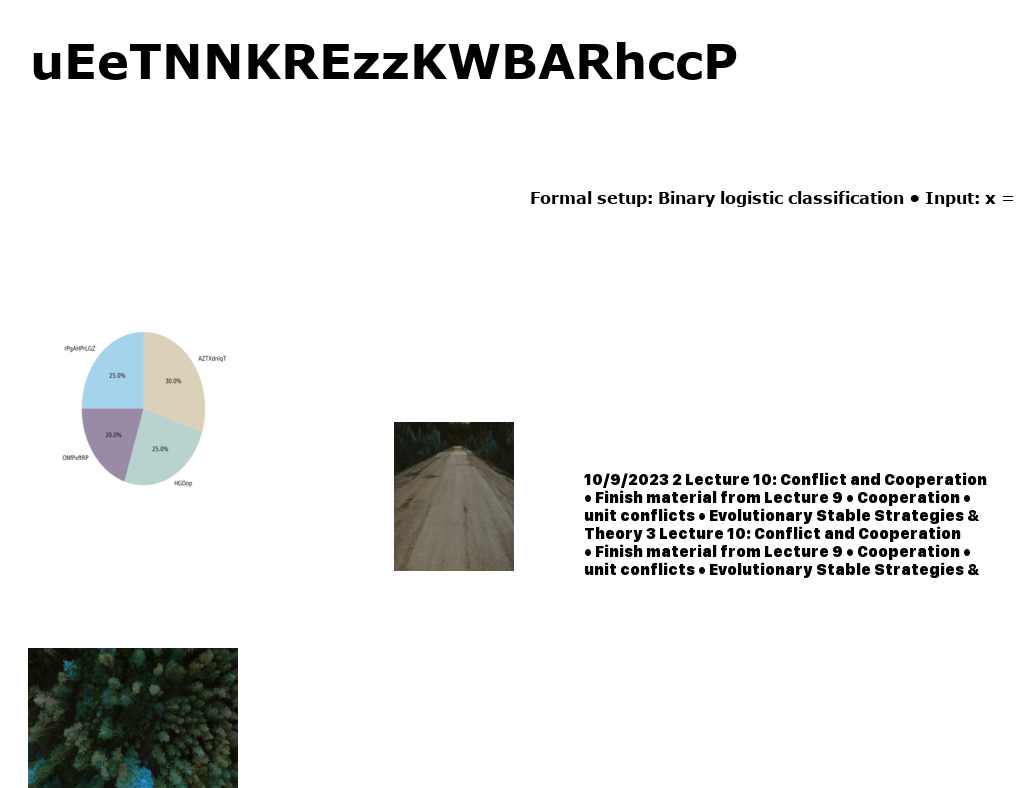 uEeTNNKREzzKWBARhccP
Formal setup: Binary logistic classification • Input: x =
rPgAHPrLGZ
AZTXdnIqT
25.0%
30.0%
20.0%
25.0%
ONfPxftRP
HGDop
10/9/2023 2 Lecture 10: Conflict and Cooperation
• Finish material from Lecture 9 • Cooperation •
unit conflicts • Evolutionary Stable Strategies &
Theory 3 Lecture 10: Conflict and Cooperation
• Finish material from Lecture 9 • Cooperation •
unit conflicts • Evolutionary Stable Strategies &